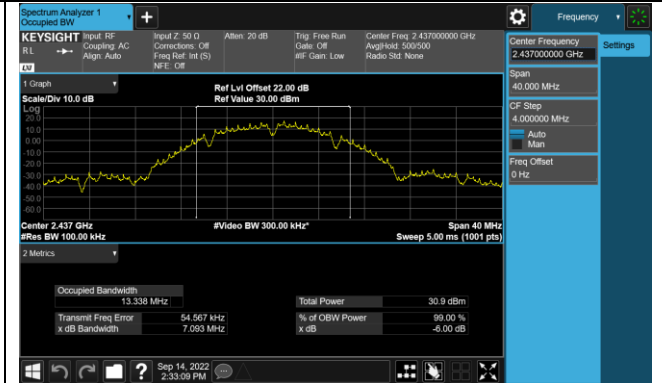 Spectrum Analyzer 1
Occupied BW
Frequency
KEYSIGHT
RL
Input: RF
Coupling: AC
Align: Auto
Input Z: 50 Ω
Corrections: Off
Freq Ref: Int (S)
NFE: Off
Atten: 20 dB
Trig: Free Run
Gate: Off
#IF Gain: Low
Center Freq: 2.437000000 GHz
Avg|Hold: 500/500
Radio Std: None
LXI
Center Frequency
2.437000000 GHz
Settings
Span
40.000 MHz
CF Step
4.000000 MHz
Auto
Man
Freq Offset
0 Hz
1 Graph
Scale/Div 10.0 dB
Ref Lvl Offset 22.00 dB
Ref Value 30.00 dBm
Log
20.0
10.0
0.00
-10.0
-20.0
-30.0
-40.0
-50.0
-60.0
Center 2.437 GHz
#Res BW 100.00 kHz
#Video BW 300.00 kHz*
Span 40 MHz
Sweep 5.00 ms (1001 pts)
2 Metrics
Occupied Bandwidth
13.338 MHz
Total Power 30.9 dBm
Transmit Freq Error 54.567 kHz % of OBW Power 99.00 %
x dB Bandwidth 7.093 MHz x dB -6.00 dB
Sep 14, 2022
2:33:09 PM